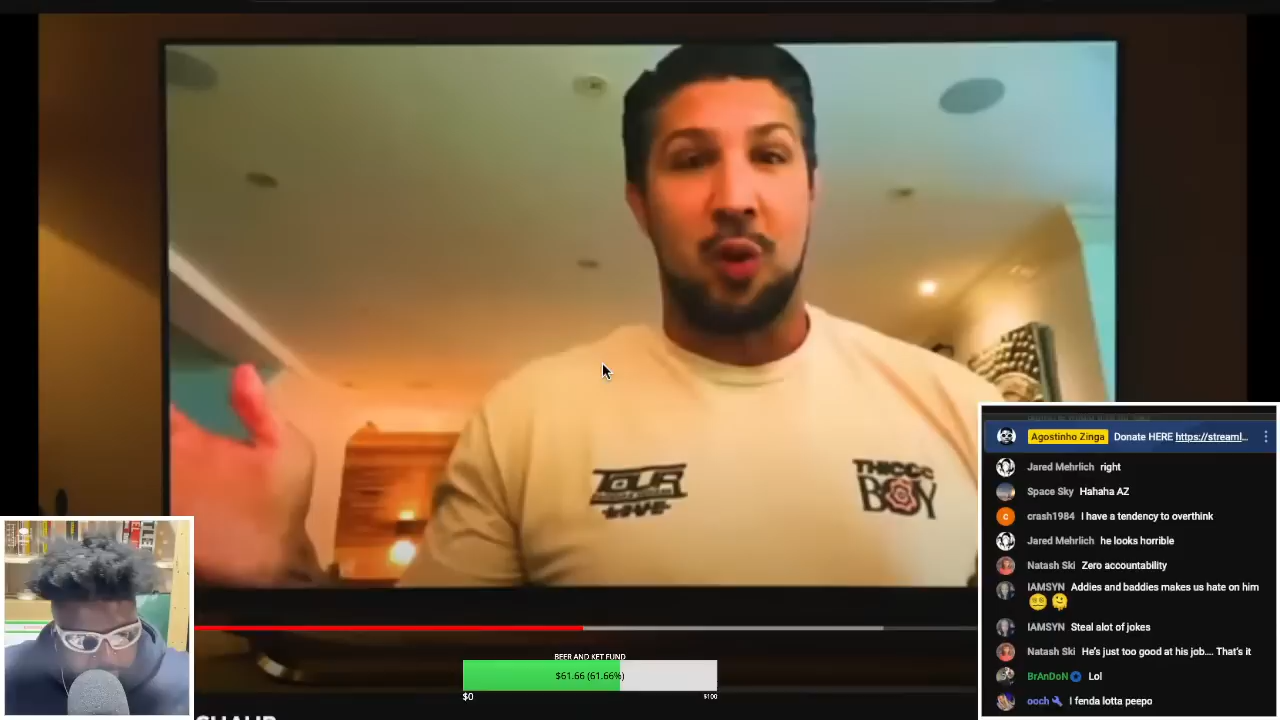 TOUR
THICCC
BOY
Agostinho Zinga Donate HERE https://streaml...
Jared Mehrlich right
Space Sky Hahaha AZ
c crash1984 I have a tendency to overthink
Jared Mehrlich he looks horrible
Natash Ski Zero accountability
IAMSYN Addies and baddies makes us hate on him
IAMSYN Steal alot of jokes
Natash Ski He's just too good at his job.... That's it
BrAnDoN Lol
ooch I fenda lotta peepo
BEER AND KET FUND
$61.66 (61.66%)
$0 $100